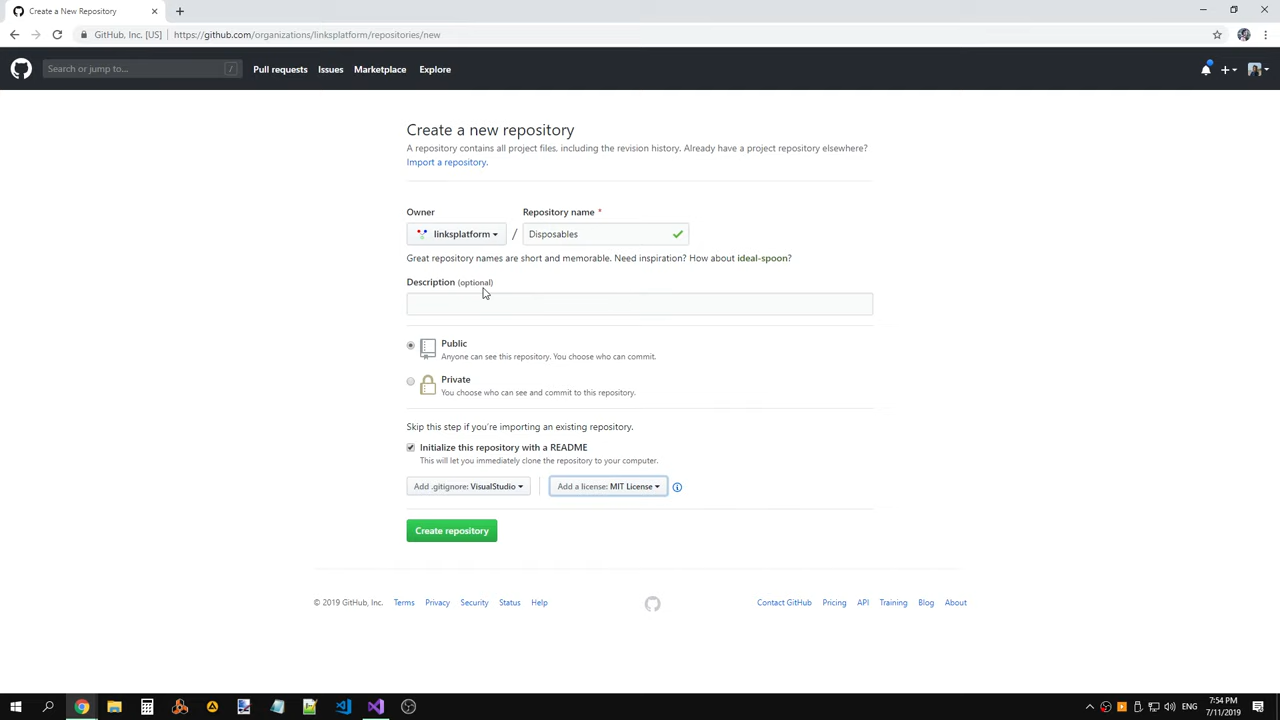 Create a New Repository
GitHub, Inc. [US] | https://github.com/organizations/linksplatform/repositories/new
Search or jump to... / Pull requests Issues Marketplace Explore
Create a new repository
A repository contains all project files, including the revision history. Already have a project repository elsewhere?
Import a repository.
Owner Repository name *
linksplatform / Disposables
Great repository names are short and memorable. Need inspiration? How about ideal-spoon?
Description (optional)
Public
Anyone can see this repository. You choose who can commit.
Private
You choose who can see and commit to this repository.
Skip this step if you're importing an existing repository.
Initialize this repository with a README
This will let you immediately clone the repository to your computer.
Add .gitignore: VisualStudio Add a license: MIT License
Create repository
© 2019 GitHub, Inc. Terms Privacy Security Status Help Contact GitHub Pricing API Training Blog About
7:54 PM
ENG
7/11/2019